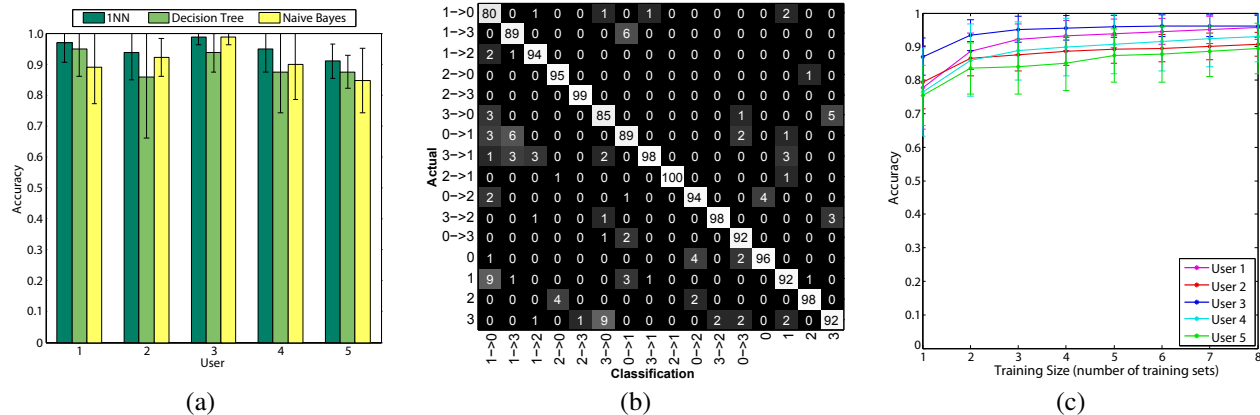 1NN Decision Tree Naive Bayes
1.0
0.9
0.8
0.7
0.6
0.5
0.4
0.3
0.2
0.1
0
Accuracy
1 2 3 4 5
User
(a)
Actual
1->0 80 0 1 0 0 1 0 1 0 0 0 0 0 2 0 0
1->3 0 89 0 0 0 0 6 0 0 0 0 0 0 0 0 0
1->2 2 1 94 0 0 0 0 0 0 0 0 0 0 0 0 0
2->0 0 0 0 95 0 0 0 0 0 0 0 0 0 0 1 0
2->3 0 0 0 0 99 0 0 0 0 0 0 0 0 0 0 0
3->0 3 0 0 0 0 85 0 0 0 0 0 1 0 0 0 5
0->1 3 6 0 0 0 0 89 0 0 0 0 2 0 1 0 0
3->1 1 3 3 0 0 2 0 98 0 0 0 0 0 3 0 0
2->1 0 0 0 1 0 0 0 0 100 0 0 0 0 1 0 0
0->2 2 0 0 0 0 0 1 0 0 94 0 0 4 0 0 0
3->2 0 0 1 0 0 1 0 0 0 0 98 0 0 0 0 3
0->3 0 0 0 0 0 1 2 0 0 0 0 92 0 0 0 0
0 1 0 0 0 0 0 0 0 0 4 0 2 96 0 0 0
1 9 1 0 0 0 0 3 1 0 0 0 0 0 92 1 0
2 0 0 0 4 0 0 0 0 0 2 0 0 0 0 98 0
3 0 0 1 0 1 9 0 0 0 0 2 2 0 2 0 92
1->0 1->3 1->2 2->0 2->3 3->0 0->1 3->1 2->1 0->2 3->2 0->3 0 1 2 3
Classification
(b)
1
0.9
0.8
0.7
0.6
0.5
0.4
0.3
0.2
0.1
0
Accuracy
User 1
User 2
User 3
User 4
User 5
1 2 3 4 5 6 7 8
Training Size (number of training sets)
(c)